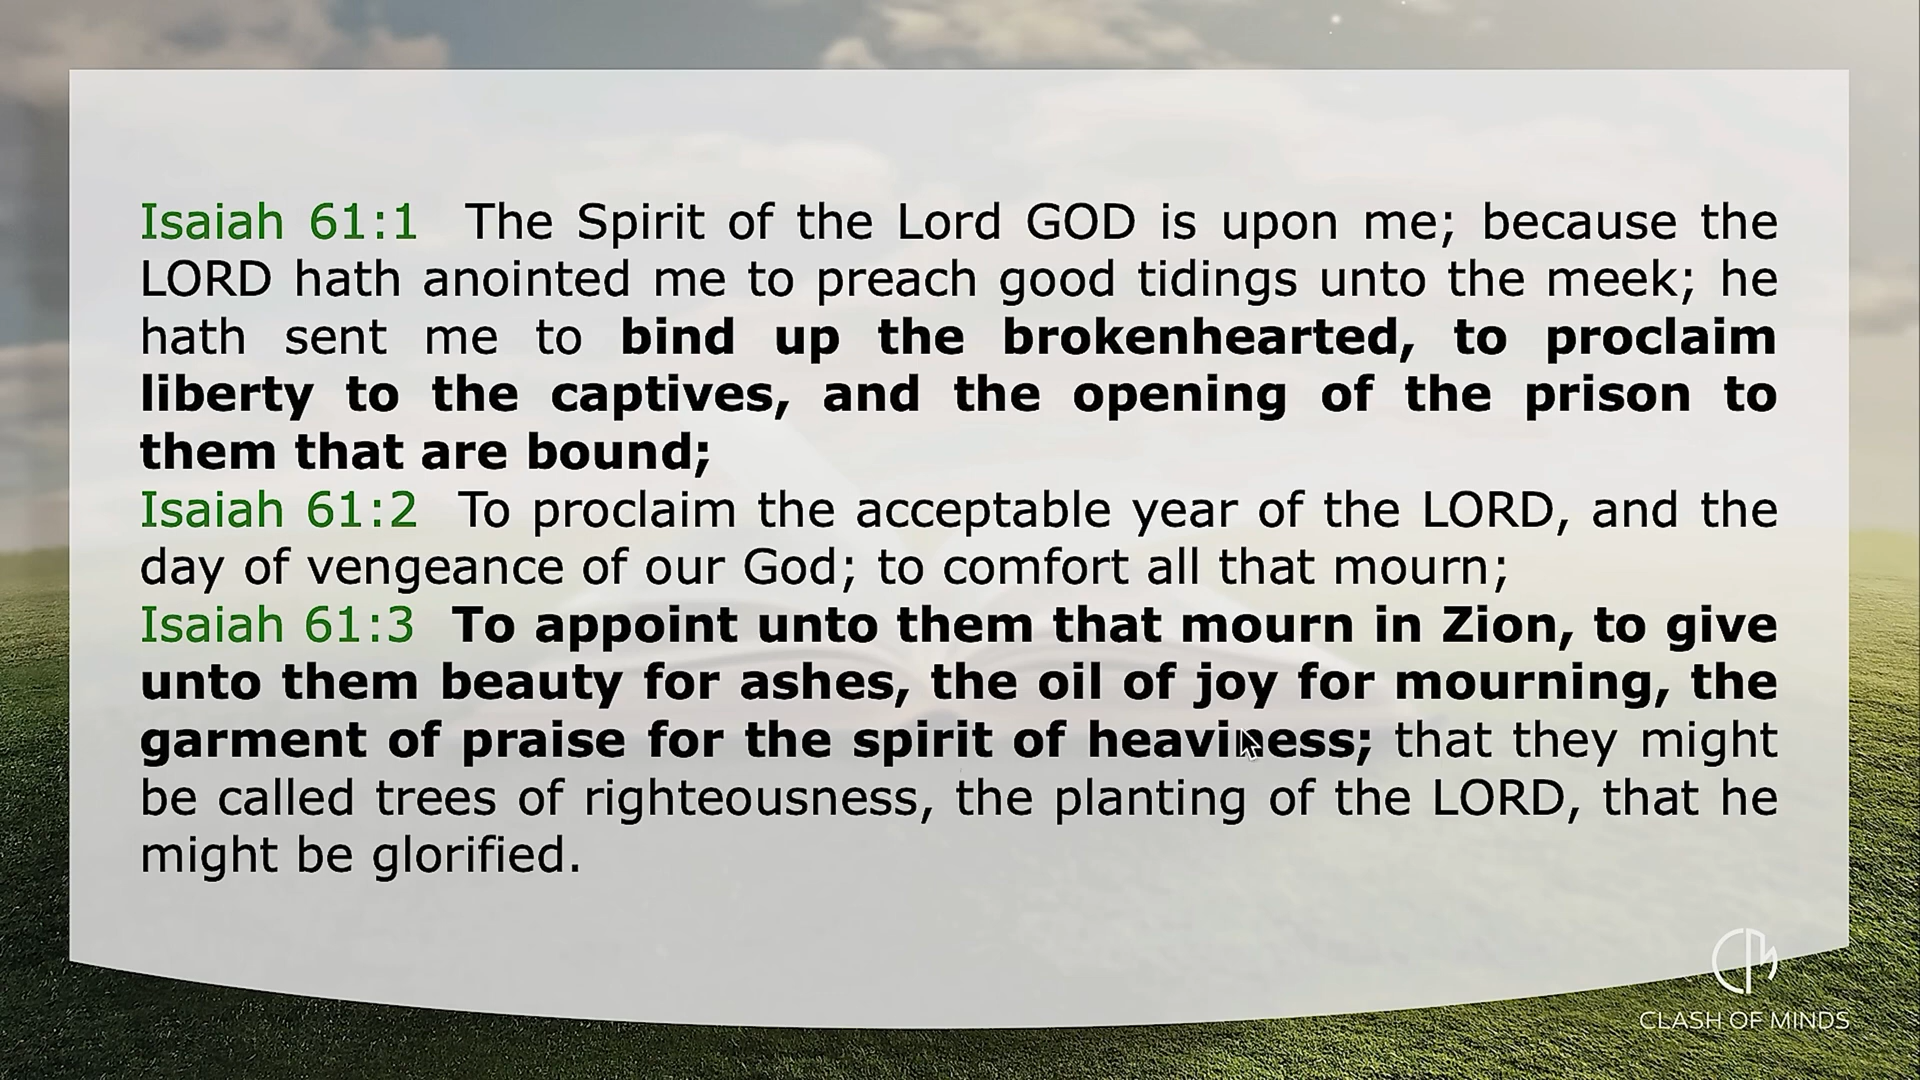 Isaiah 61:1 The Spirit of the Lord GOD is upon me; because the
LORD hath anointed me to preach good tidings unto the meek; he
hath sent me to bind up the brokenhearted, to proclaim
liberty to the captives, and the opening of the prison to
them that are bound;
Isaiah 61:2 To proclaim the acceptable year of the LORD, and the
day of vengeance of our God; to comfort all that mourn;
Isaiah 61:3 To appoint unto them that mourn in Zion, to give
unto them beauty for ashes, the oil of joy for mourning, the
garment of praise for the spirit of heaviness; that they might
be called trees of righteousness, the planting of the LORD, that he
might be glorified.
CLASH OF MINDS